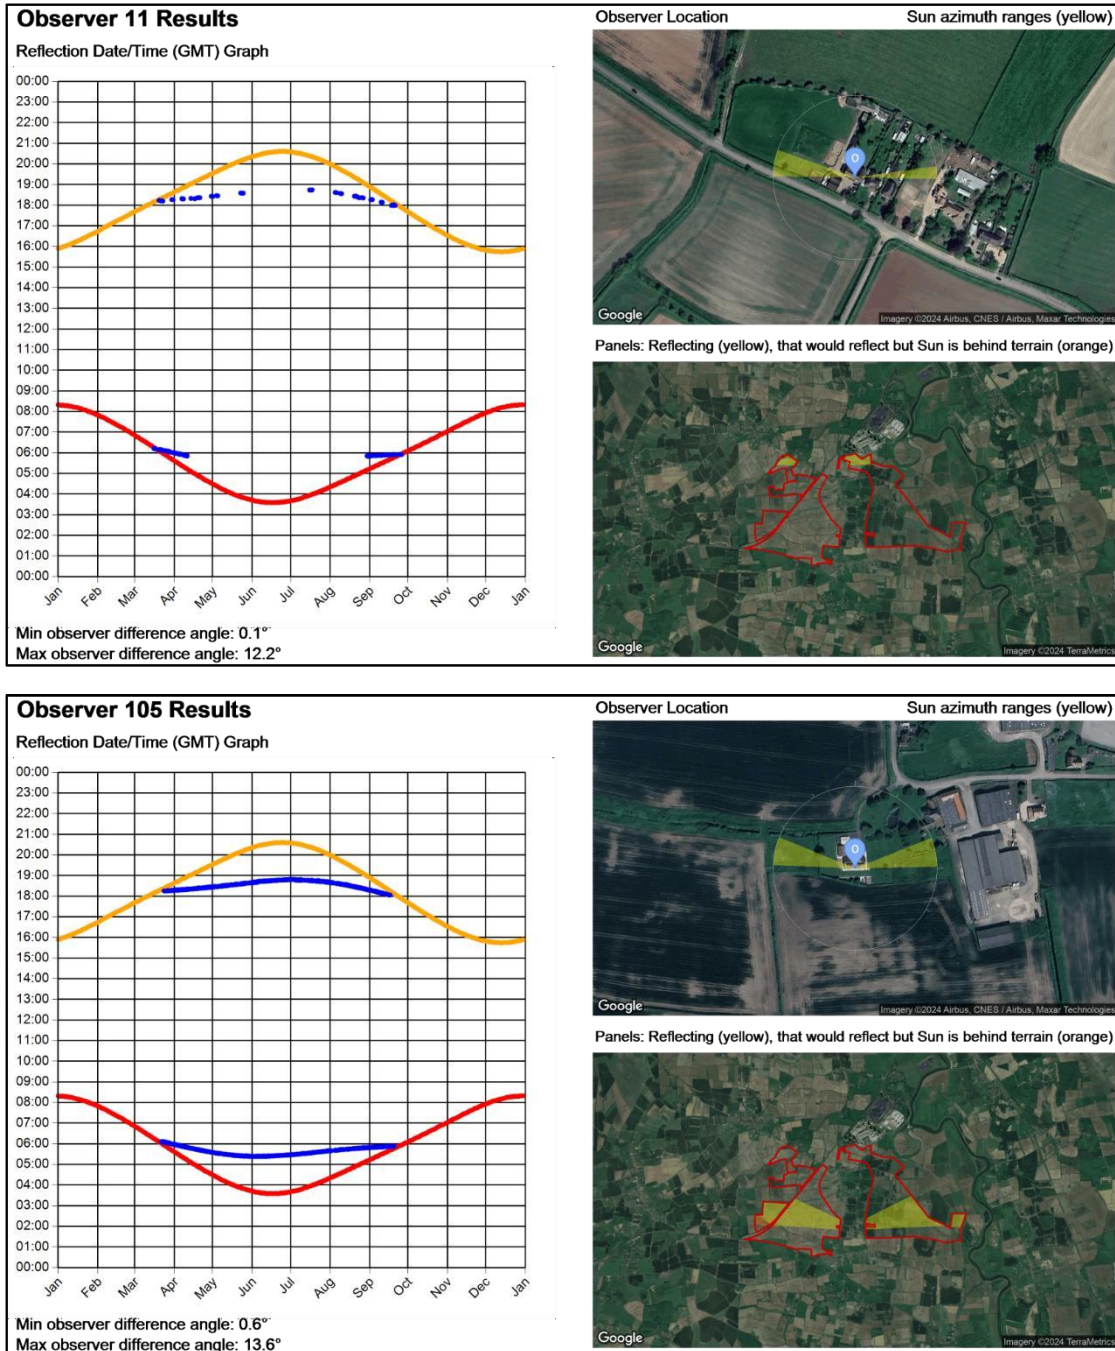 Observer 11 Results
Observer Location
Sun azimuth ranges (yellow)
Reflection Date/Time (GMT) Graph
00:00
23:00
22:00
21:00
20:00
19:00
18:00
17:00
16:00
15:00
14:00
13:00
12:00
11:00
10:00
09:00
08:00
07:00
06:00
05:00
04:00
03:00
02:00
01:00
00:00
Jan Feb Mar Apr May Jun Jul Aug Sep Oct Nov Dec Jan
Min observer difference angle: 0.1°
Max observer difference angle: 12.2°
O
Google
Imagery ©2024 Airbus, CNES / Airbus, Maxar Technologies
Panels: Reflecting (yellow), that would reflect but Sun is behind terrain (orange)
Google
Imagery ©2024 TerraMetrics
Observer 105 Results
Observer Location
Sun azimuth ranges (yellow)
Reflection Date/Time (GMT) Graph
00:00
23:00
22:00
21:00
20:00
19:00
18:00
17:00
16:00
15:00
14:00
13:00
12:00
11:00
10:00
09:00
08:00
07:00
06:00
05:00
04:00
03:00
02:00
01:00
00:00
Jan Feb Mar Apr May Jun Jul Aug Sep Oct Nov Dec Jan
Min observer difference angle: 0.6°
Max observer difference angle: 13.6°
O
Google
Imagery ©2024 Airbus, CNES / Airbus, Maxar Technologies
Panels: Reflecting (yellow), that would reflect but Sun is behind terrain (orange)
Google
Imagery ©2024 TerraMetrics